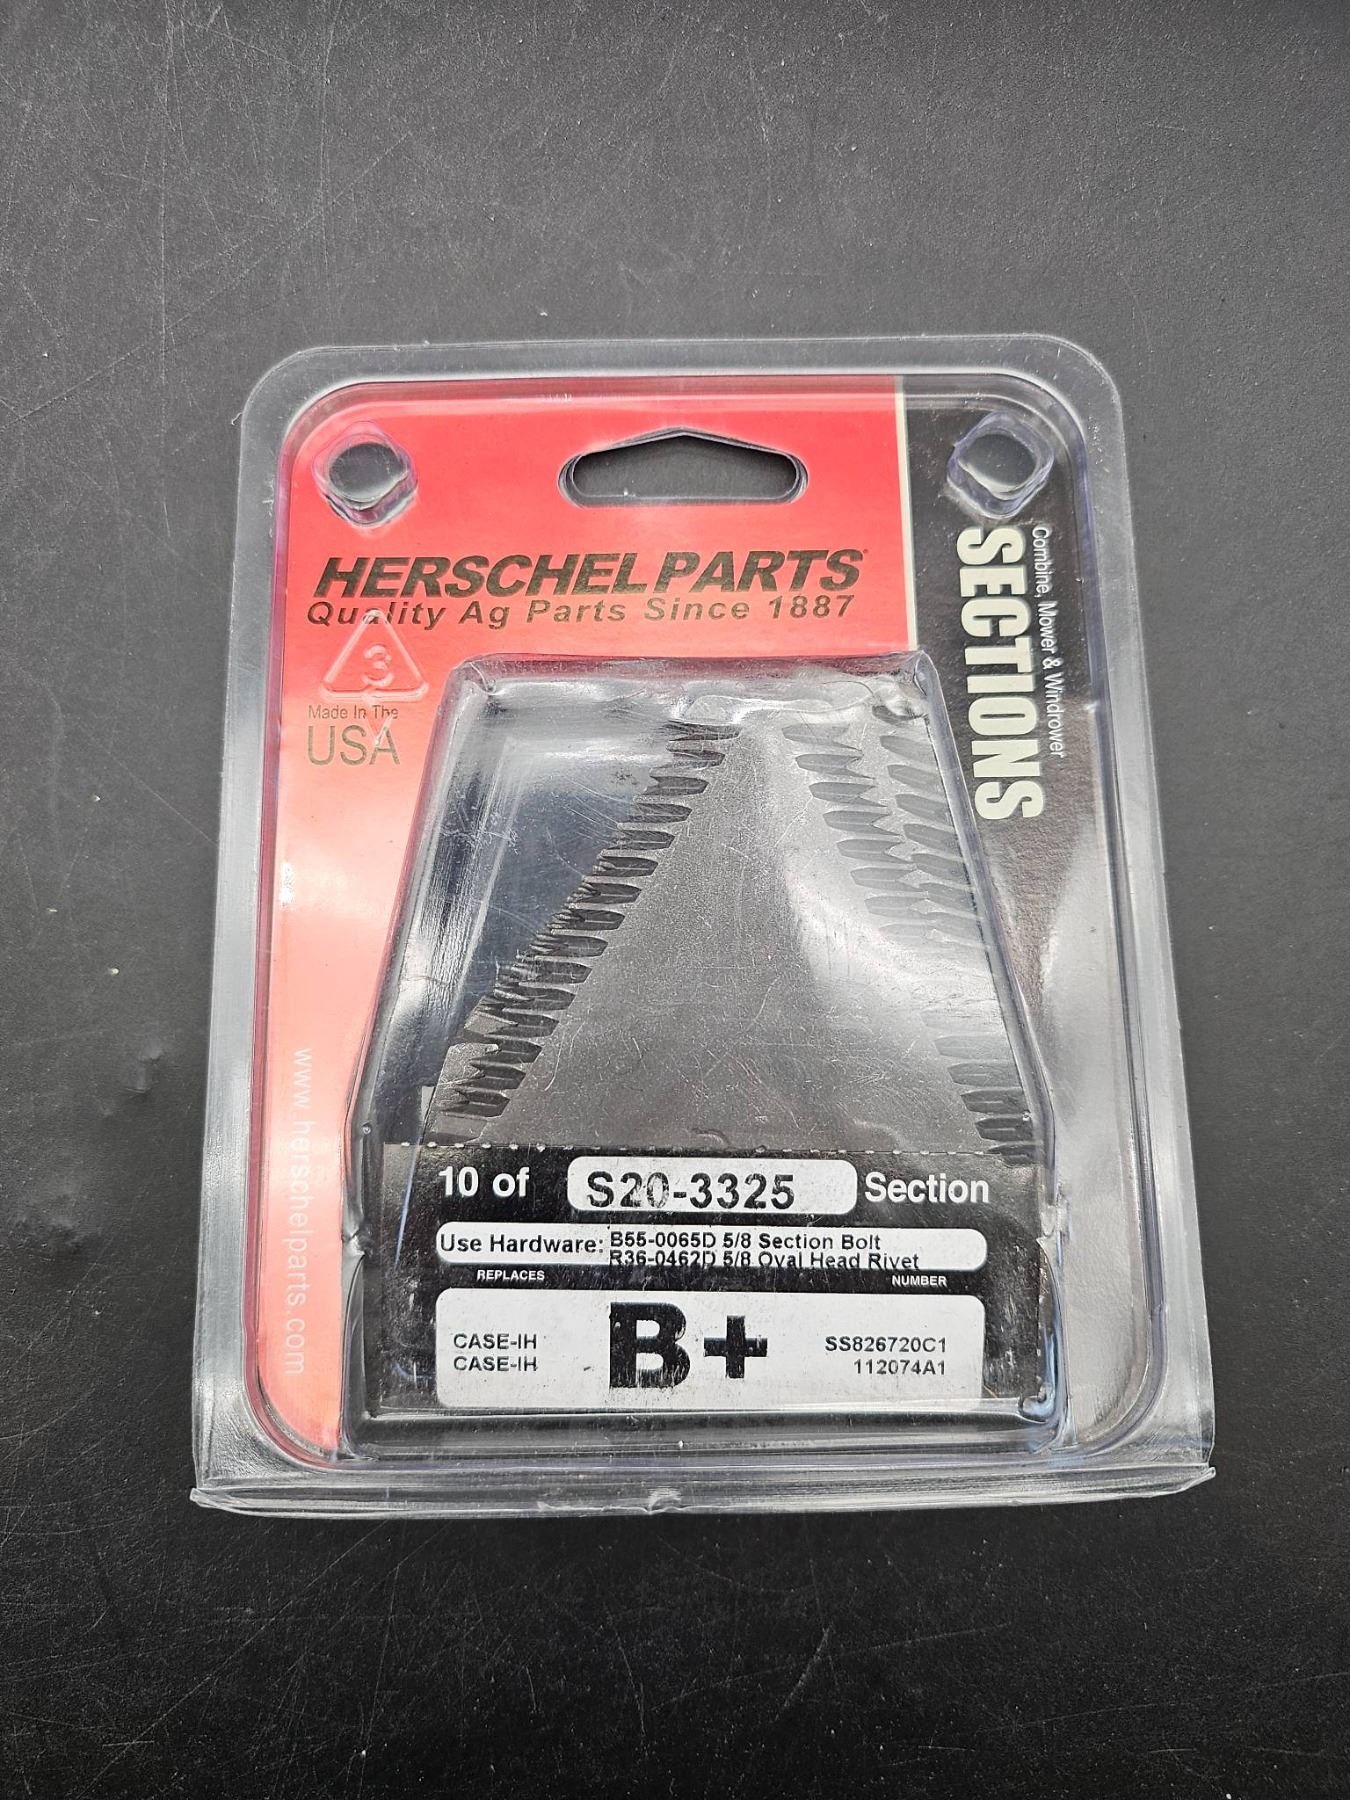 HERSCHEL PARTS
Quality Ag Parts Since 1887
3
Made In The
USA
Combine, Mower & Windrower
SECTIONS
www.herschelparts.com
10 of S20-3325 Section
Use Hardware: B55-0065D 5/8 Section Bolt
R36-0462D 5/8 Oval Head Rivet
REPLACES NUMBER
B+
CASE-IH SS826720C1
CASE-IH 112074A1